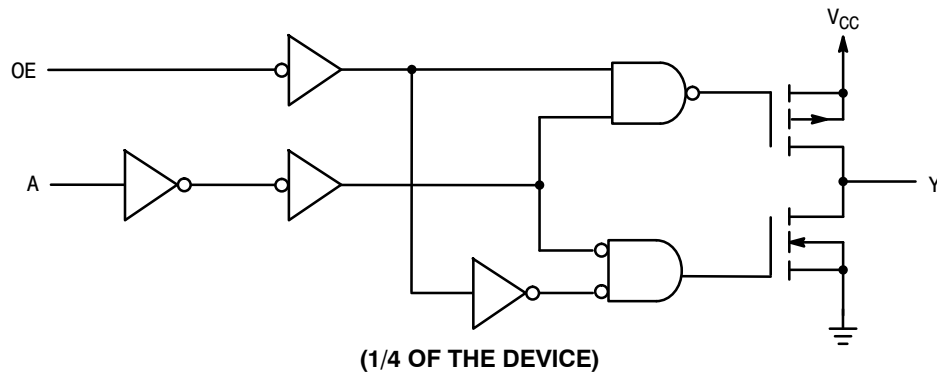 V_CC
OE
A
Y
(1/4 OF THE DEVICE)